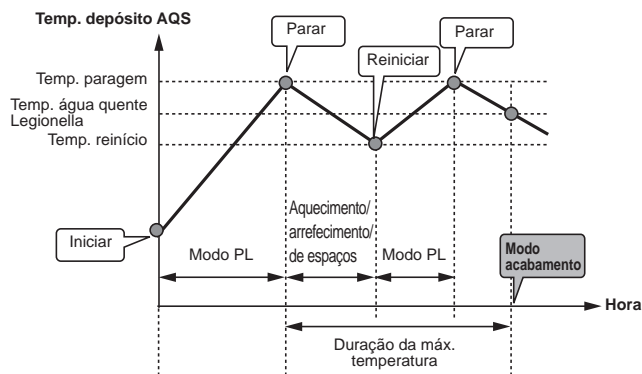 Temp. depósito AQS
Parar
Parar
Reiniciar
Temp. paragem
Temp. água quente
Legionella
Temp. reinício
Iniciar
Aquecimento/
arrefecimento/
de espaços
Modo PL
Modo PL
Modo
acabamento
Hora
Duração da máx.
temperatura